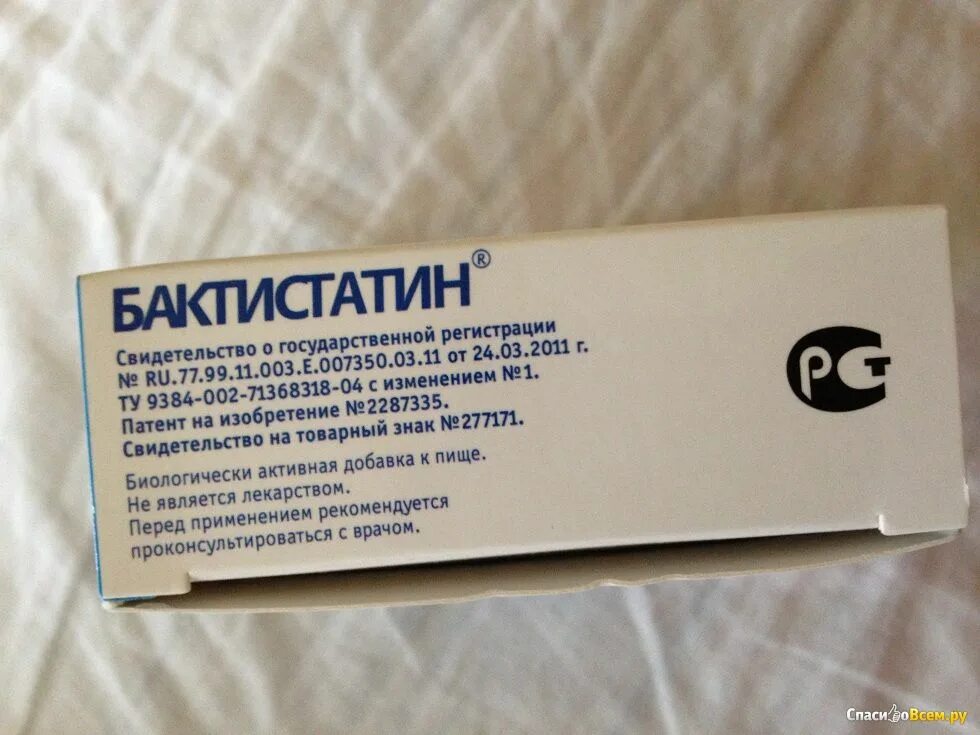 БАКТИСТАТИН®
Свидетельство о государственной регистрации
№ RU.77.99.11.003.Е.007350.03.11 от 24.03.2011 г.
ТУ 9384-002-71368318-04 с изменением №1.
Патент на изобретение №2287335.
Свидетельство на товарный знак №277171.
Биологически активная добавка к пище.
Не является лекарством.
Перед применением рекомендуется
проконсультироваться с врачом.
РСТ
СпасибоВсем.ру